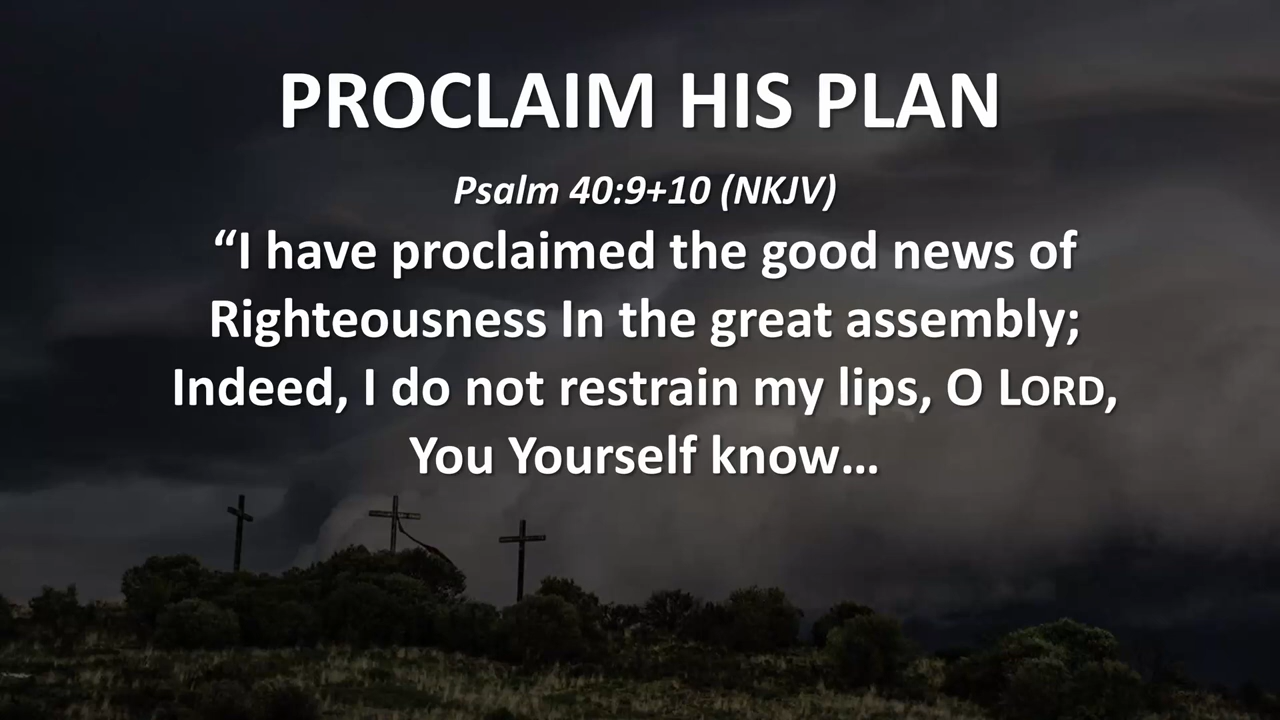 PROCLAIM HIS PLAN
Psalm 40:9+10 (NKJV)
“I have proclaimed the good news of
Righteousness In the great assembly;
Indeed, I do not restrain my lips, O LORD,
You Yourself know…